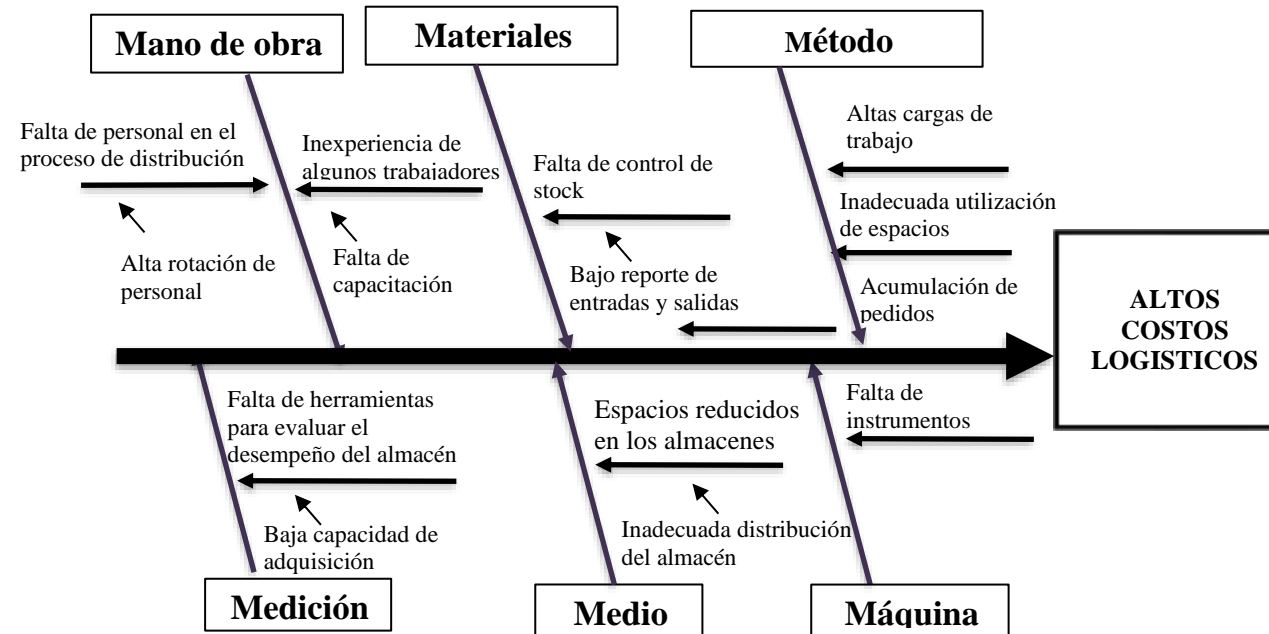 Mano de obra
Materiales
Método
Falta de personal en el
proceso de distribución
Alta rotación de
personal
Inexperiencia de
algunos trabajadores
Falta de
capacitación
Falta de control de
stock
Bajo reporte de
entradas y salidas
Altas cargas de
trabajo
Inadecuada utilización
de espacios
Acumulación de
pedidos
ALTOS
COSTOS
LOGISTICOS
Falta de herramientas
para evaluar el
desempeño del almacén
Baja capacidad de
adquisición
Espacios reducidos
en los almacenes
Inadecuada distribución
del almacén
Falta de
instrumentos
Medición
Medio
Máquina